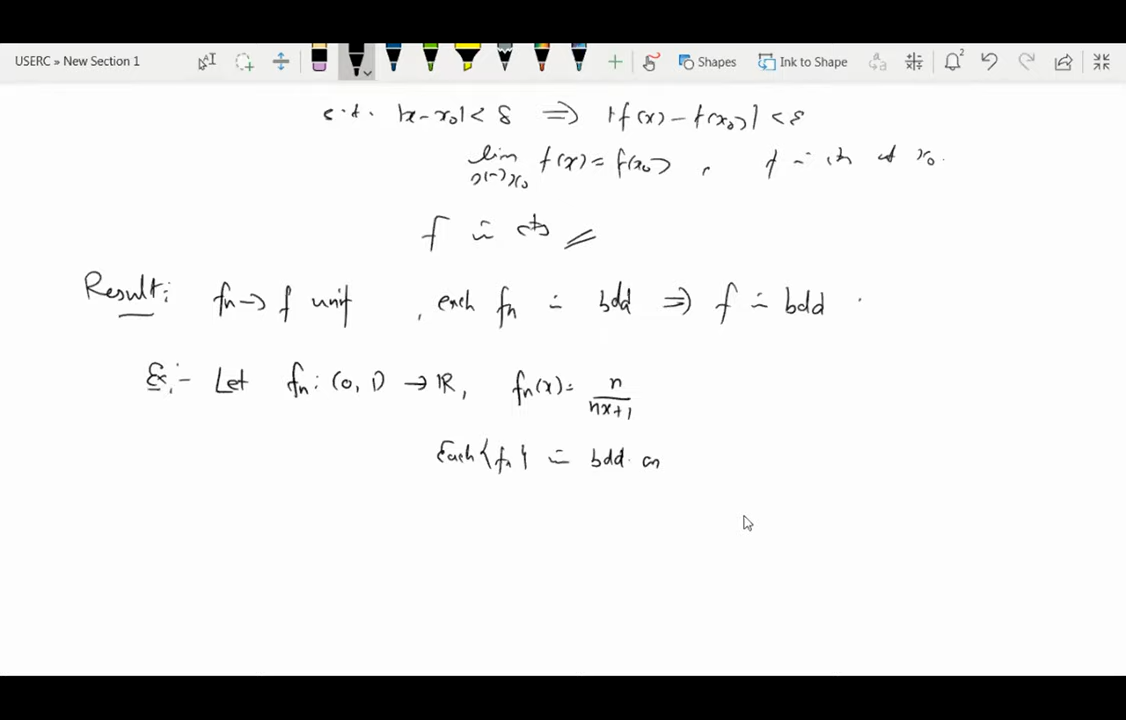 USERC » New Section 1
Shapes
Ink to Shape
2
s.t. |x-x₀| < δ ⇒ |f(x) - f(x₀)| < ε
lim f(x) = f(x₀), f is cts at x₀.
x→x₀
f is cts
Result: fn → f unif, each fn is bdd ⇒ f is bdd.
Ex:- Let fn: (0, 1) → ℝ, fn(x) = n/(nx+1)
Each {fn} is bdd on